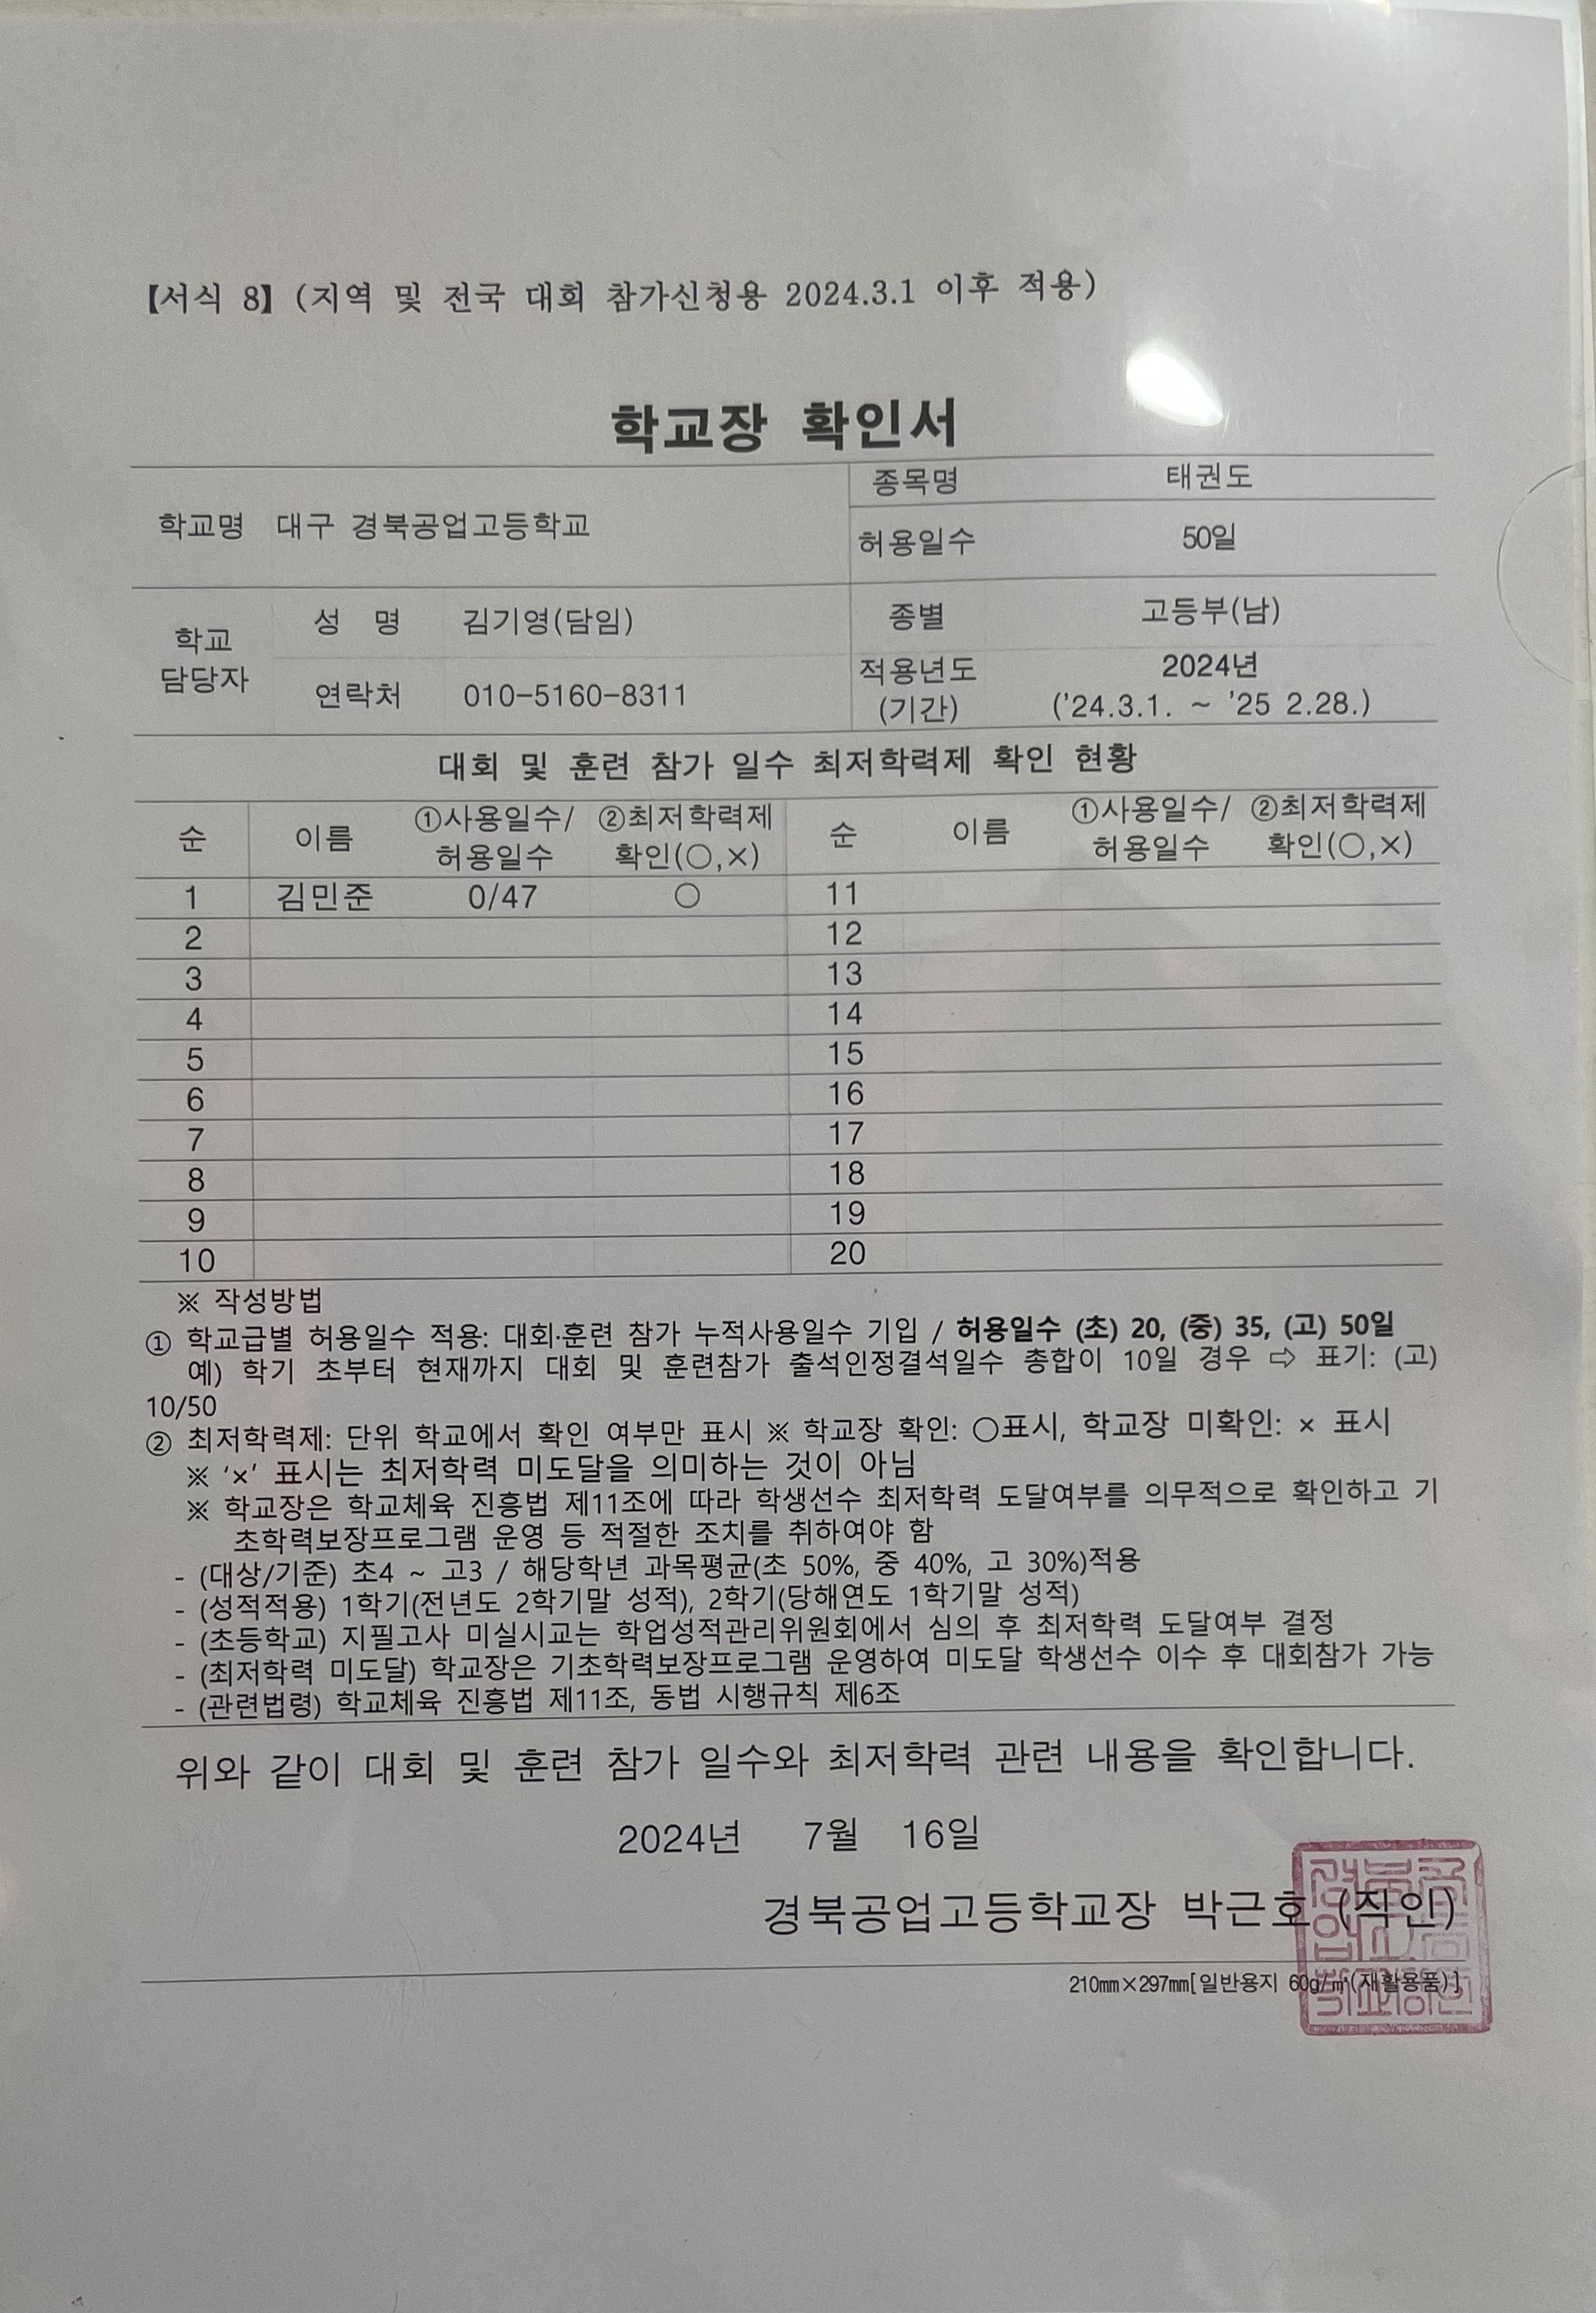 【서식 8】(지역 및 전국 대회 참가신청용 2024.3.1 이후 적용)
학교장 확인서
학교명 대구 경북공업고등학교
종목명 태권도
허용일수 50일
학교 담당자
성 명 김기영(담임)
연락처 010-5160-8311
종별 고등부(남)
적용년도 (기간)
2024년
('24.3.1. ~ '25 2.28.)
대회 및 훈련 참가 일수 최저학력제 확인 현황
순 이름 ①사용일수/허용일수 ②최저학력제 확인(○,×) 순 이름 ①사용일수/허용일수 ②최저학력제 확인(○,×)
1 김민준 0/47 ○ 11
2 12
3 13
4 14
5 15
6 16
7 17
8 18
9 19
10 20
※ 작성방법
① 학교급별 허용일수 적용: 대회·훈련 참가 누적사용일수 기입 / 허용일수 (초) 20, (중) 35, (고) 50일
예) 학기 초부터 현재까지 대회 및 훈련참가 출석인정결석일수 총합이 10일 경우 ⇨ 표기: (고)
10/50
② 최저학력제: 단위 학교에서 확인 여부만 표시 ※ 학교장 확인: ○표시, 학교장 미확인: × 표시
※ '×' 표시는 최저학력 미도달을 의미하는 것이 아님
※ 학교장은 학교체육 진흥법 제11조에 따라 학생선수 최저학력 도달여부를 의무적으로 확인하고 기
초학력보장프로그램 운영 등 적절한 조치를 취하여야 함
- (대상/기준) 초4 ~ 고3 / 해당학년 과목평균(초 50%, 중 40%, 고 30%)적용
- (성적적용) 1학기(전년도 2학기말 성적), 2학기(당해연도 1학기말 성적)
- (초등학교) 지필고사 미실시교는 학업성적관리위원회에서 심의 후 최저학력 도달여부 결정
- (최저학력 미도달) 학교장은 기초학력보장프로그램 운영하여 미도달 학생선수 이수 후 대회참가 가능
- (관련법령) 학교체육 진흥법 제11조, 동법 시행규칙 제6조
위와 같이 대회 및 훈련 참가 일수와 최저학력 관련 내용을 확인합니다.
2024년 7월 16일
경북공업고등학교장 박근호 (직인)
210㎜×297㎜[일반용지 60g/㎡(재활용품)]